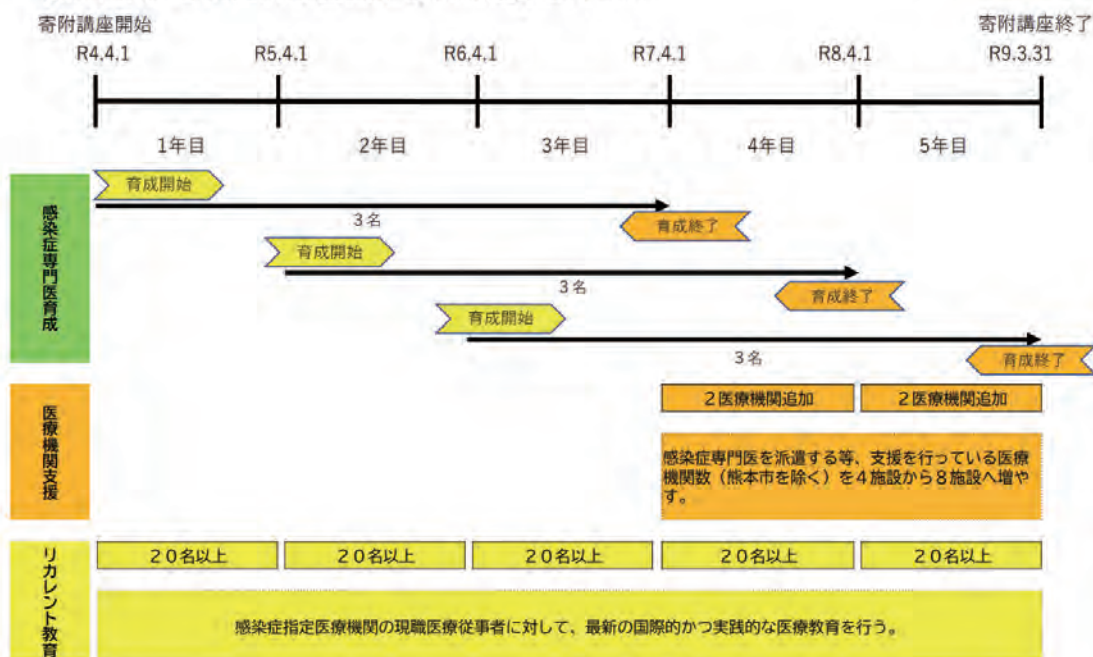 寄附講座開始
寄附講座終了
R4.4.1
R5.4.1
R6.4.1
R7.4.1
R8.4.1
R9.3.31
1年目
2年目
3年目
4年目
5年目
感染症専門医育成
育成開始
3名
育成終了
育成開始
3名
育成終了
育成開始
3名
育成終了
医療機関支援
2医療機関追加
2医療機関追加
感染症専門医を派遣する等、支援を行っている医療
機関数（熊本市を除く）を4施設から8施設へ増や
す。
リカレント教育
20名以上
20名以上
20名以上
20名以上
20名以上
感染症指定医療機関の現職医療従事者に対して、最新の国際的かつ実践的な医療教育を行う。